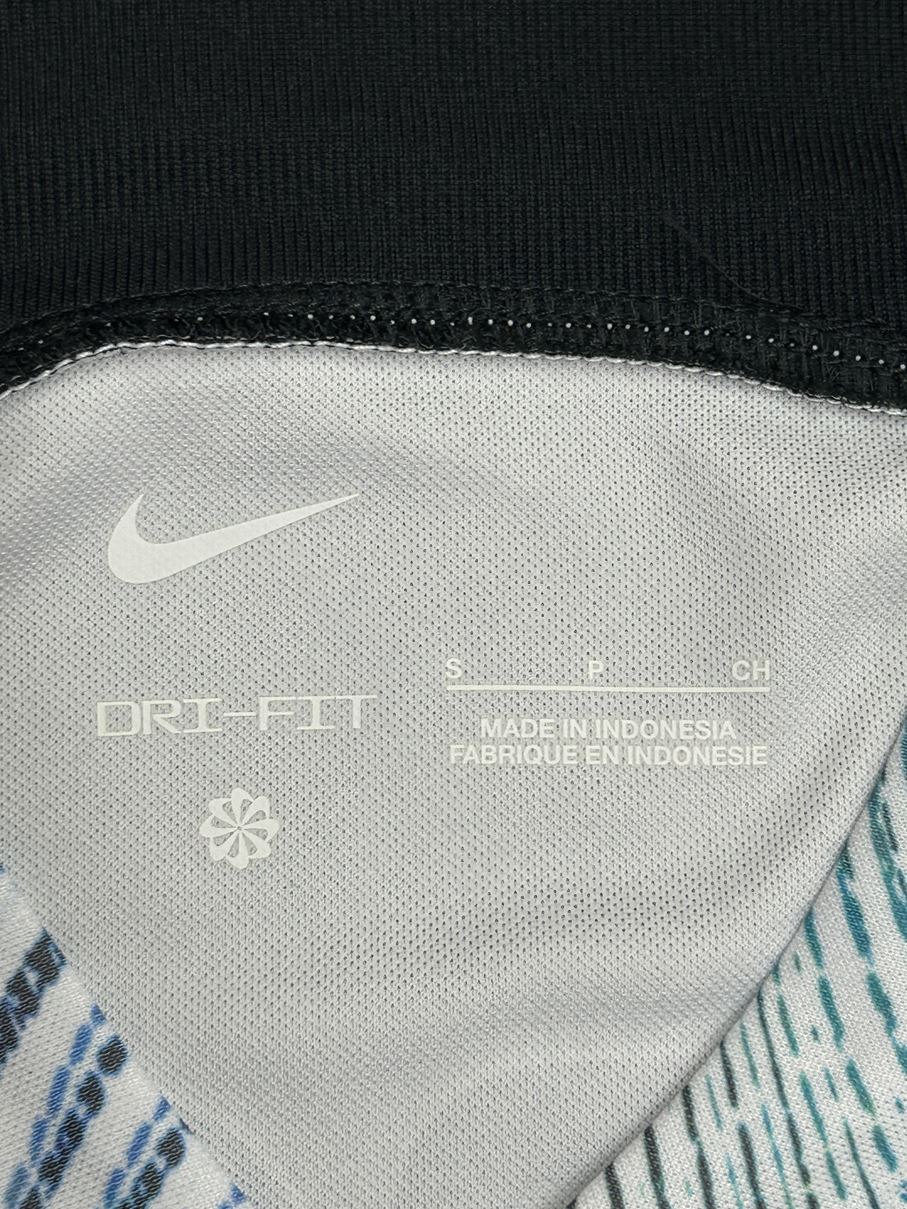 DRI-FIT
S P CH
MADE IN INDONESIA
FABRIQUE EN INDONESIE